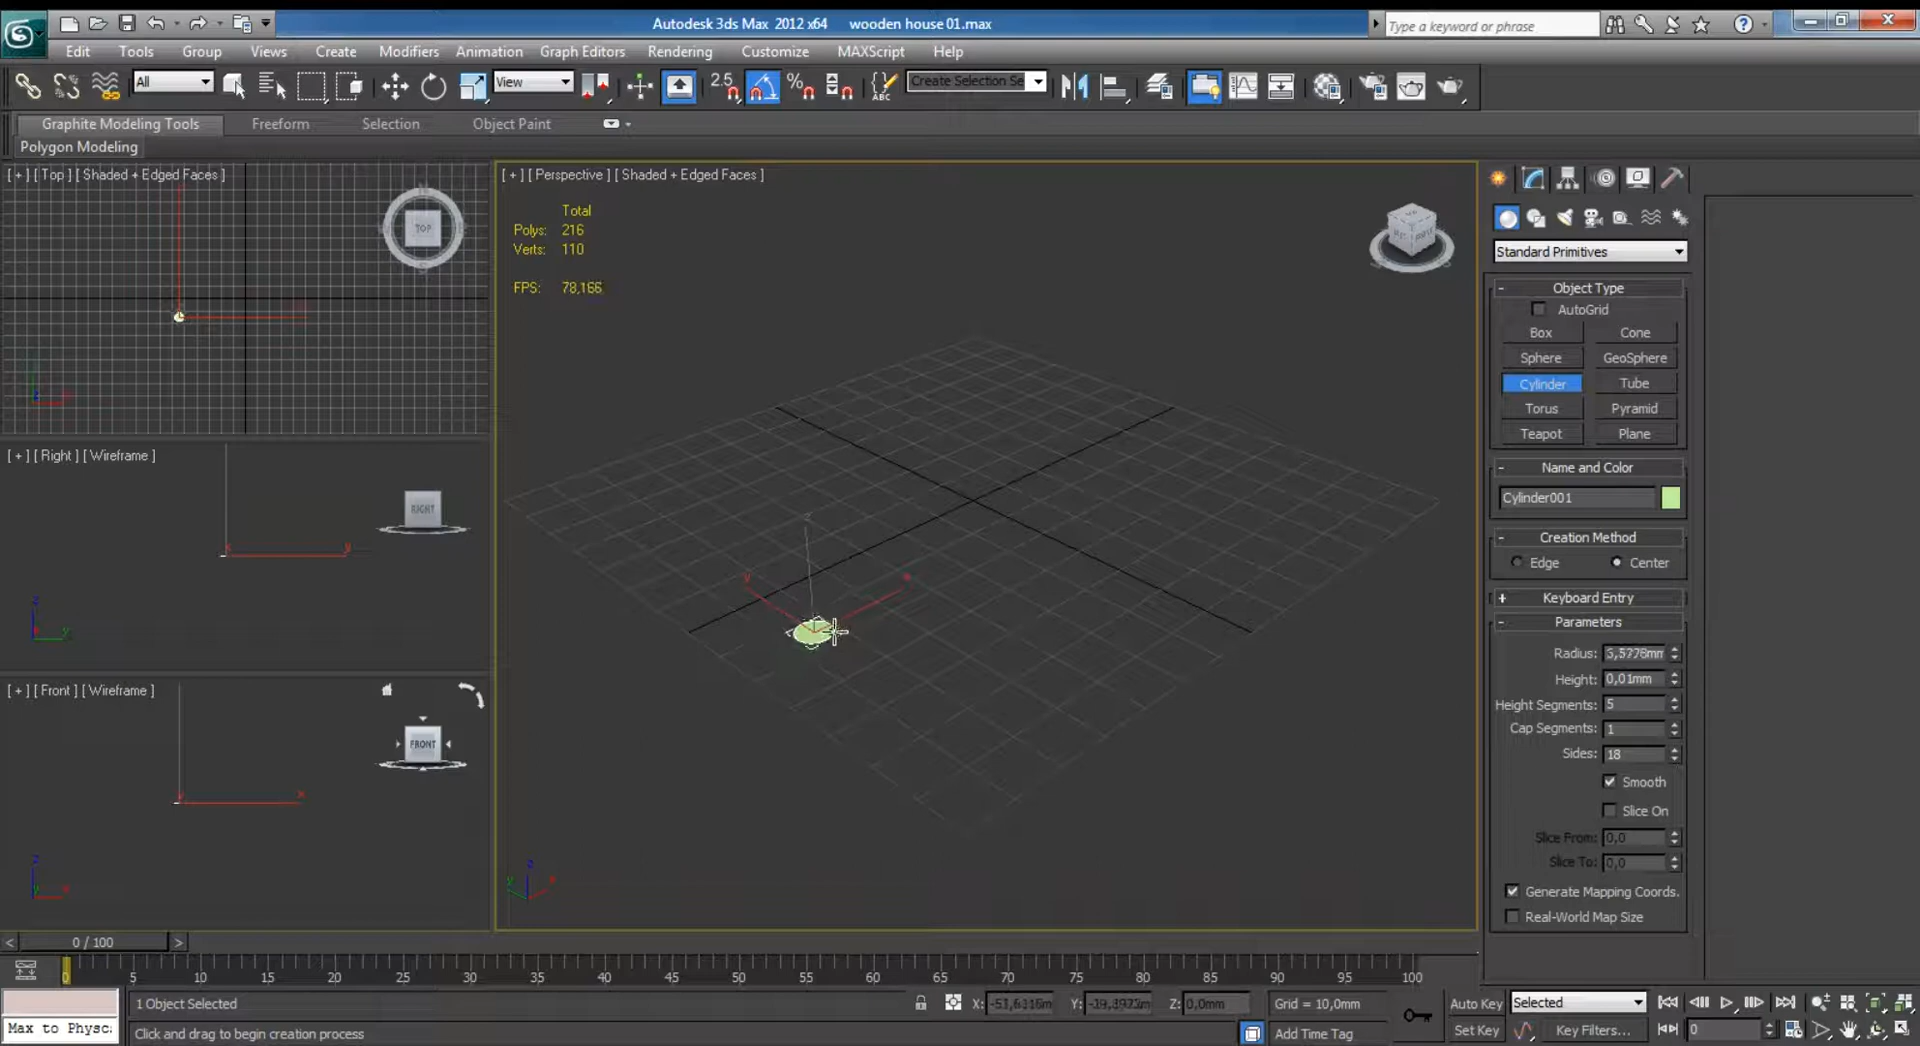 Autodesk 3ds Max 2012 x64 wooden house 01.max
Type a keyword or phrase
Edit Tools Group Views Create Modifiers Animation Graph Editors Rendering Customize MAXScript Help
All View 2.5 Create Selection Se
Graphite Modeling Tools Freeform Selection Object Paint
Polygon Modeling
[ + ] [ Top ] [ Shaded + Edged Faces ]
TOP
[ + ] [ Right ] [ Wireframe ]
RIGHT
[ + ] [ Front ] [ Wireframe ]
FRONT
[ + ] [ Perspective ] [ Shaded + Edged Faces ]
Total
Polys: 216
Verts: 110
FPS: 78,166
Standard Primitives
- Object Type
AutoGrid
Box Cone
Sphere GeoSphere
Cylinder Tube
Torus Pyramid
Teapot Plane
- Name and Color
Cylinder001
- Creation Method
Edge Center
+ Keyboard Entry
- Parameters
Radius:
Height: 0,01mm
Height Segments: 5
Cap Segments: 1
Sides: 18
Smooth
Slice On
Slice From: 0,0
Slice To: 0,0
Generate Mapping Coords.
Real-World Map Size
< 0 / 100 >
0 5 10 15 20 25 30 35 40 45 50 55 60 65 70 75 80 85 90 95 100
1 Object Selected X: Y: Z: 0,0mm Grid = 10,0mm Auto Key Selected
Max to Physc: Click and drag to begin creation process Add Time Tag Set Key Key Filters... 0